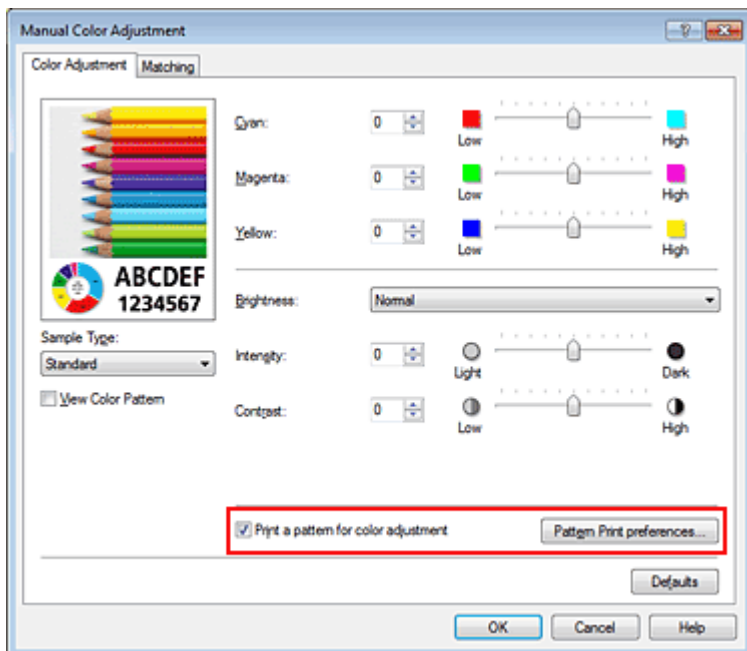 Manual Color Adjustment
Color Adjustment Matching
Cyan: 0 Low High
Magenta: 0 Low High
Yellow: 0 Low High
ABCDEF
1234567
Brightness: Normal
Sample Type:
Standard
Intensity: 0 Light Dark
View Color Pattern
Contrast: 0 Low High
Print a pattern for color adjustment Pattern Print preferences...
Defaults
OK Cancel Help